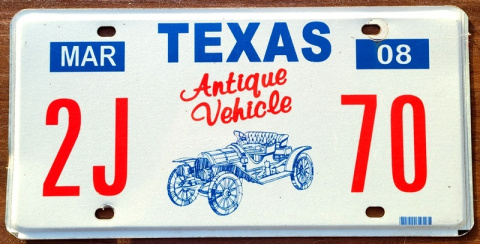 MAR TEXAS 08
Antique
Vehicle
2J 70